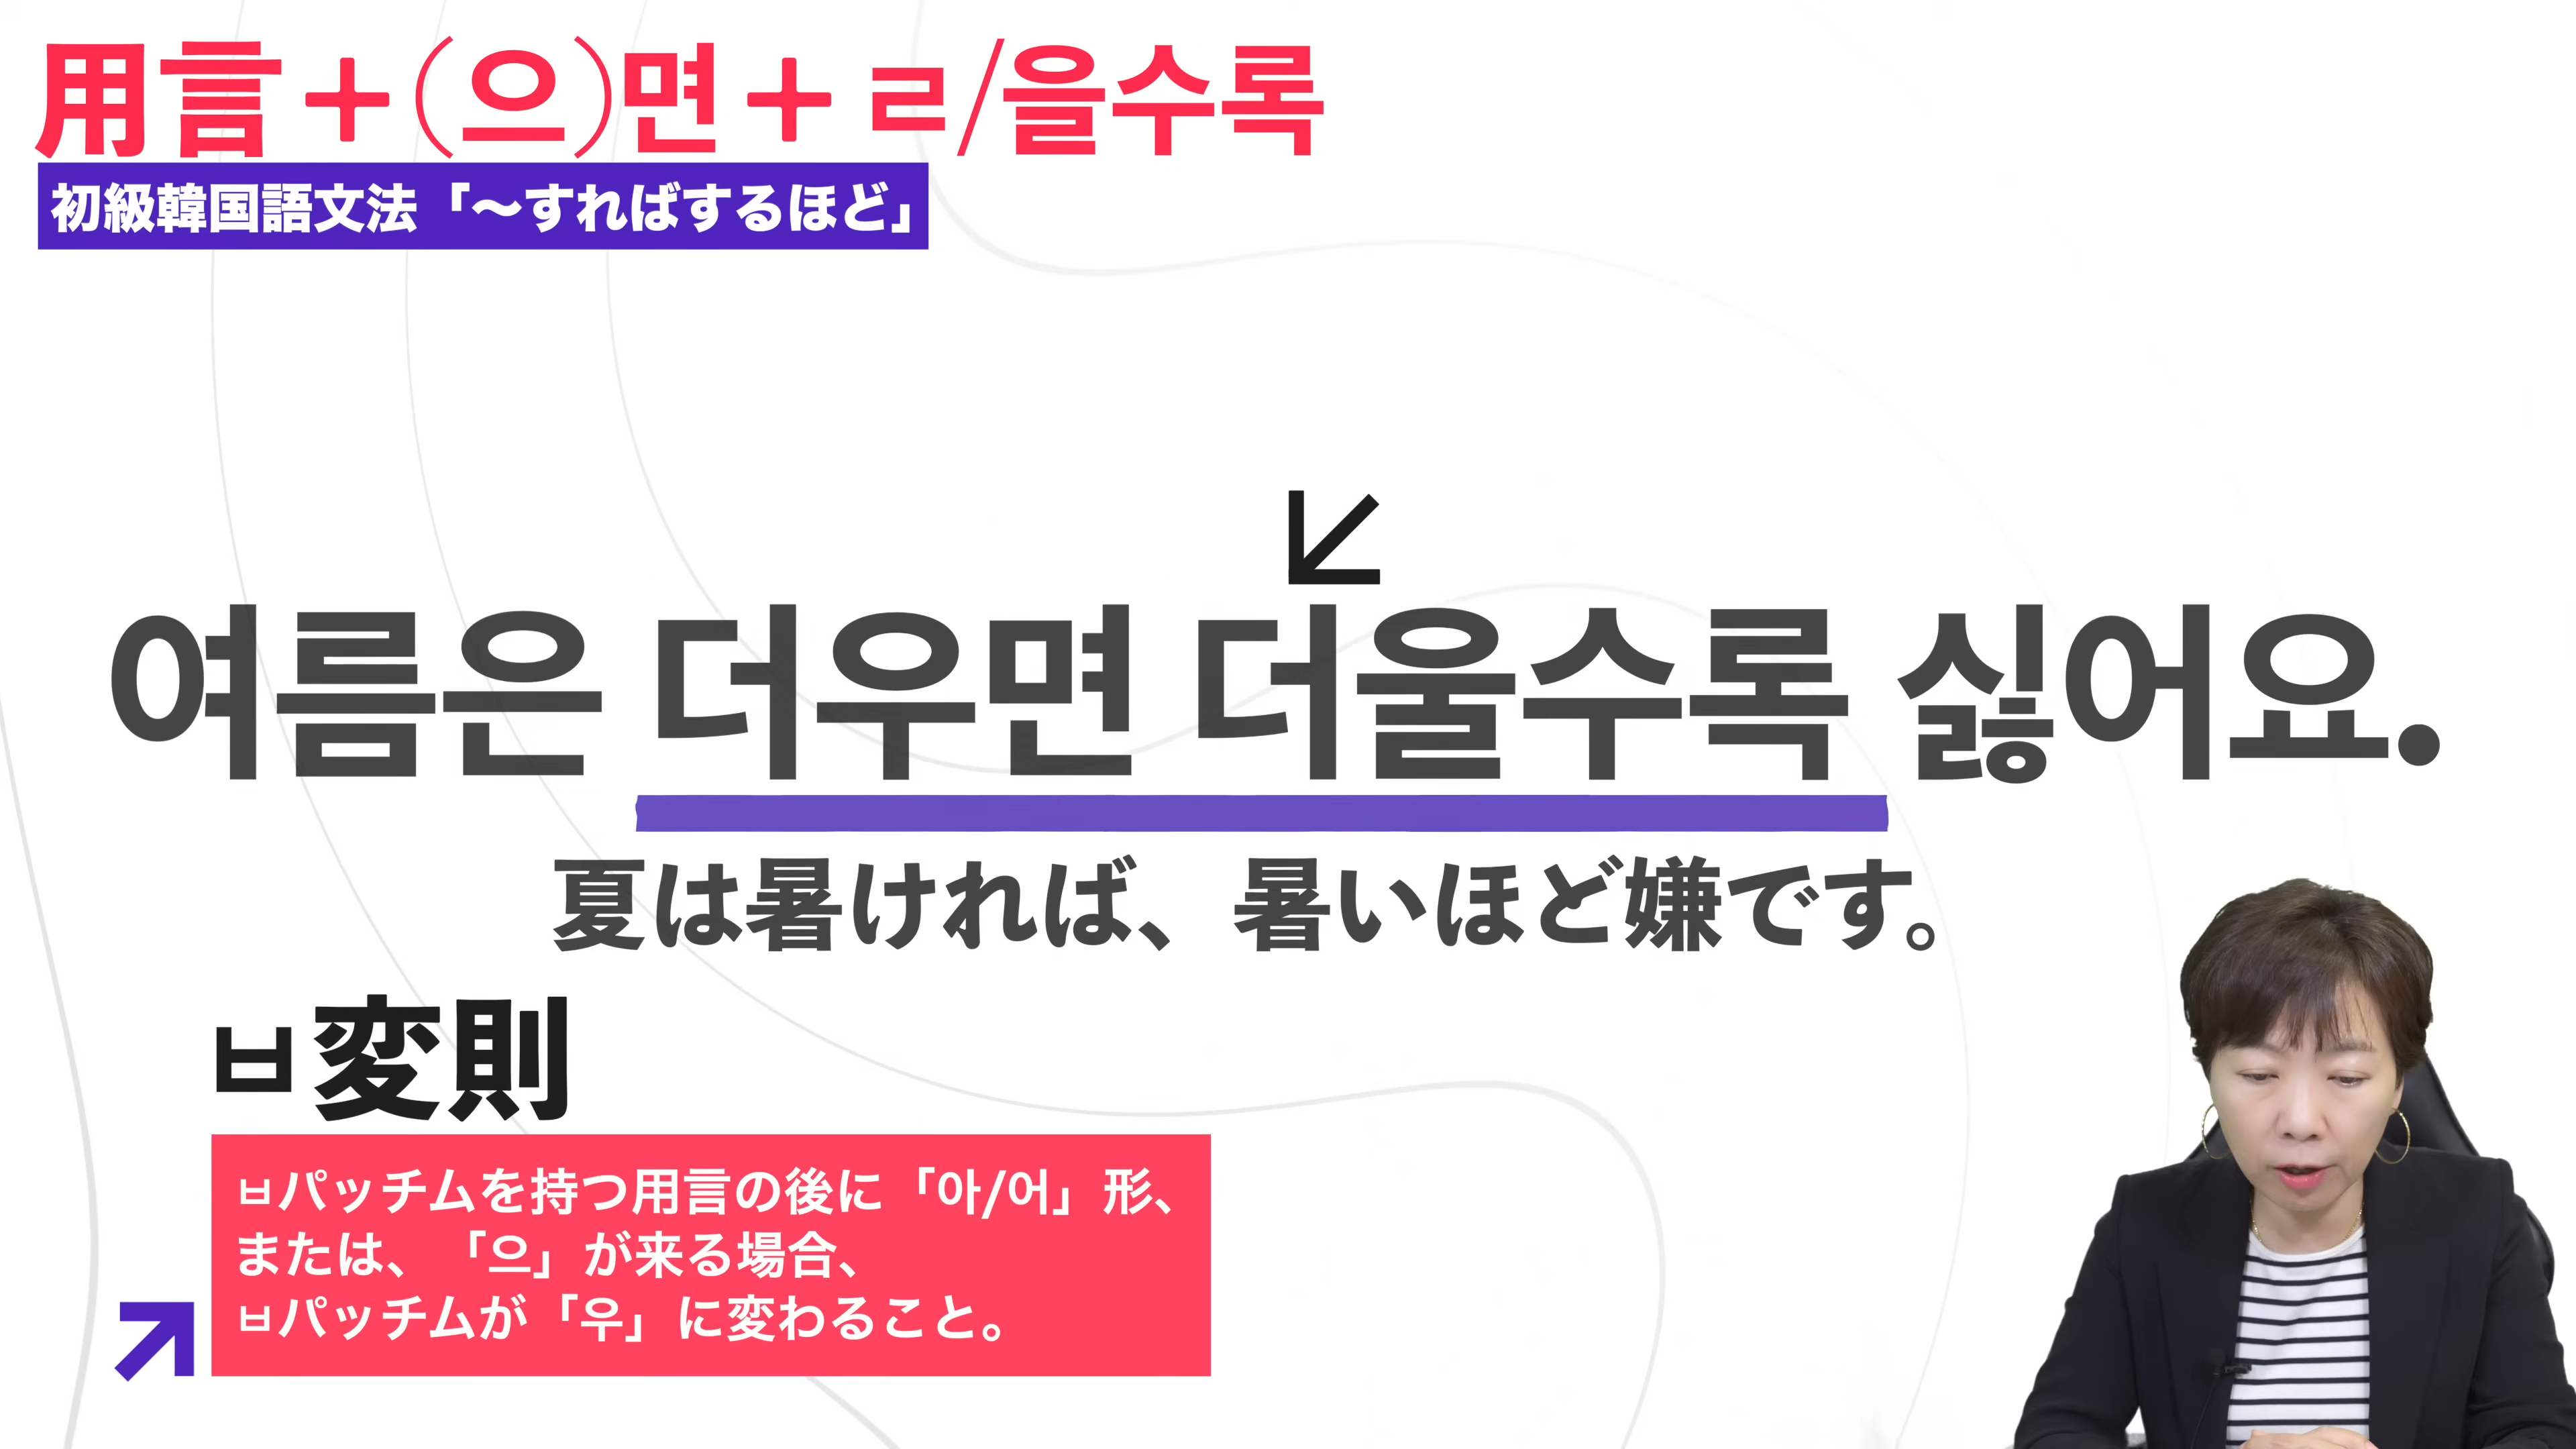 用言＋(으)면＋ㄹ/을수록
初級韓国語文法「〜すればするほど」
여름은 더우면 더울수록 싫어요.
夏は暑ければ、暑いほど嫌です。
ㅂ変則
ㅂパッチムを持つ用言の後に「아/어」形、
または、「으」が来る場合、
ㅂパッチムが「우」に変わること。